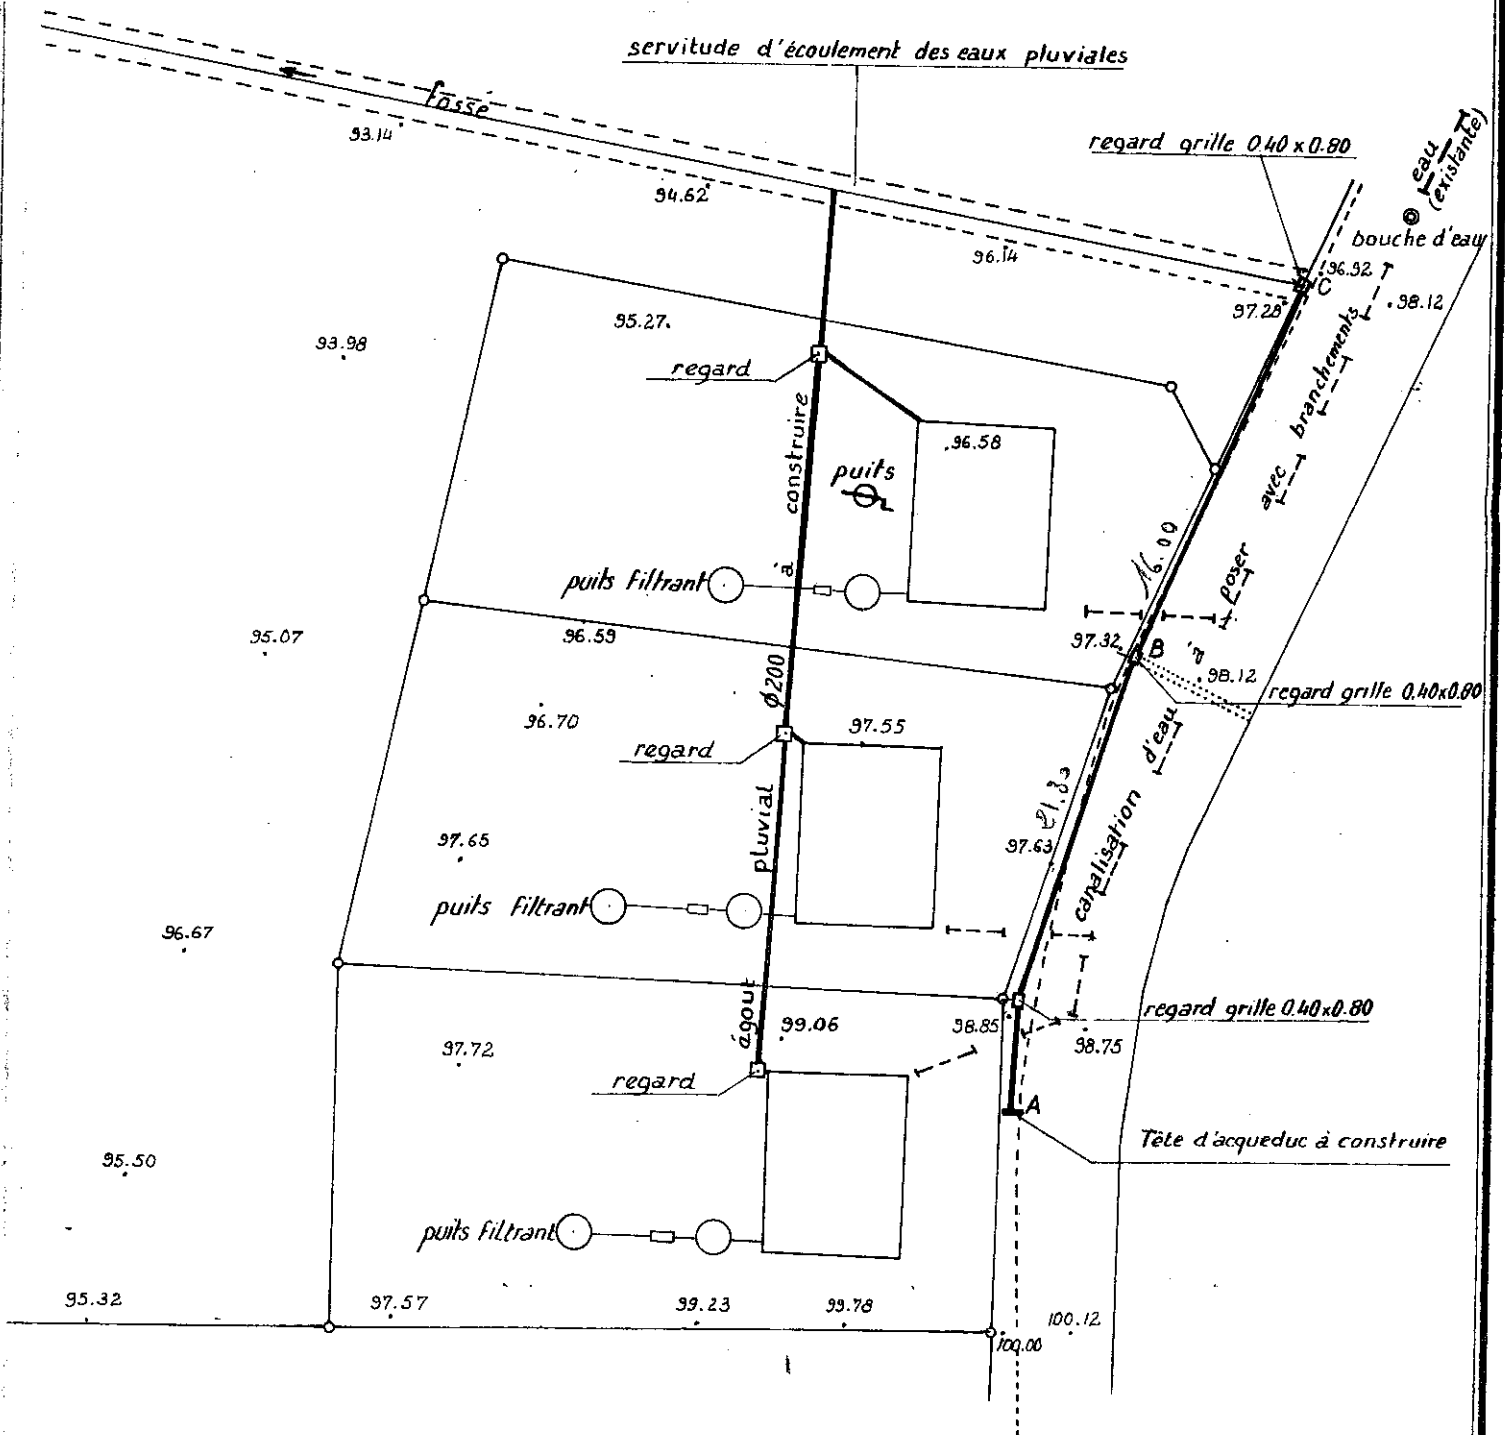 servitude d'écoulement des eaux pluviales
fossé
93.14
regard grille 0.40 x 0.80
eau
(existante)
94.62
bouche d'eau
96.14
96.92
C
97.29
98.12
95.27
93.98
regard
96.58
puits
puits filtrant
16.00
95.07
96.59
97.32
B
98.12
regard grille 0.40x0.80
96.70
97.55
regard
canalisation d'eau à poser avec branchements
égout pluvial ϕ200 à construire
97.65
97.63
puits filtrant
96.67
99.06
98.85
regard grille 0.40x0.80
97.72
98.75
regard
A
Tête d'acqueduc à construire
95.50
puits filtrant
95.32
97.57
99.23
99.78
100.12
100.00